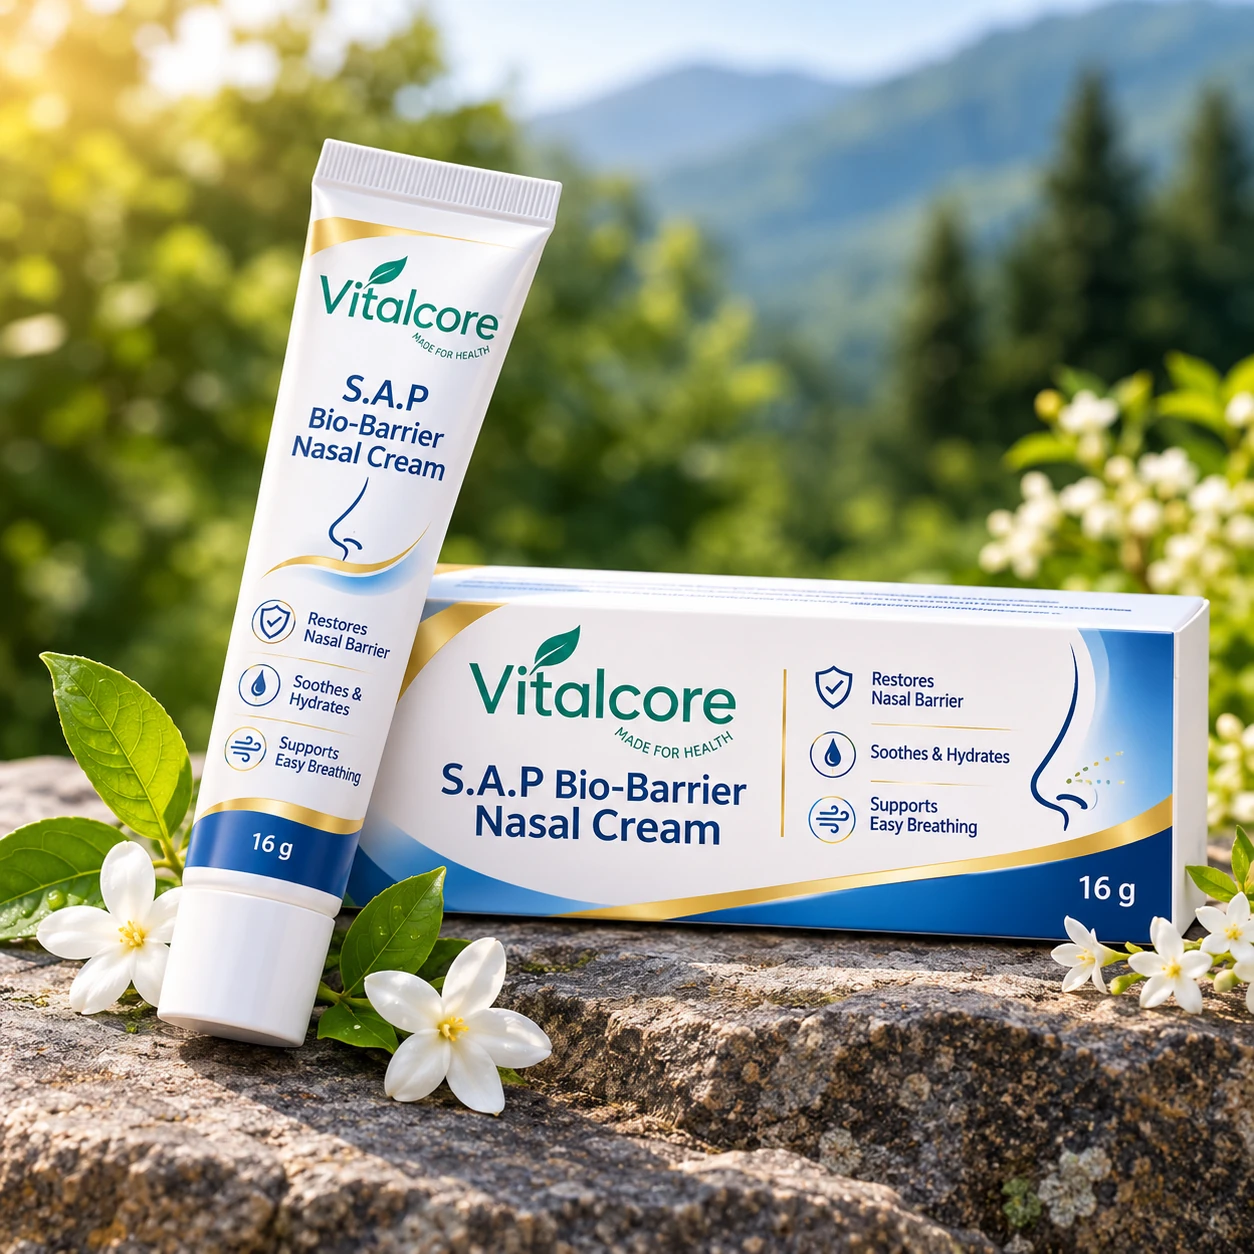 Vitalcore
MADE FOR HEALTH
S.A.P
Bio-Barrier
Nasal Cream
Restores
Nasal Barrier
Soothes &
Hydrates
Supports
Easy Breathing
16 g
Vitalcore
MADE FOR HEALTH
S.A.P Bio-Barrier
Nasal Cream
Restores
Nasal Barrier
Soothes & Hydrates
Supports
Easy Breathing
16 g